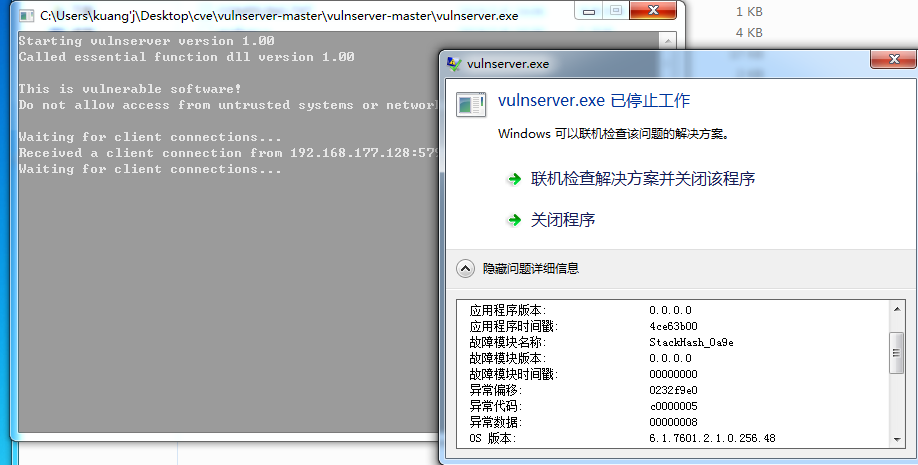 C:\Users\kuang'j\Desktop\cve\vulnserver-master\vulnserver-master\vulnserver.exe
1 KB
4 KB
Starting vulnserver version 1.00
Called essential function dll version 1.00
This is vulnerable software!
Do not allow access from untrusted systems or network
Waiting for client connections...
Received a client connection from 192.168.177.128:579
Waiting for client connections...
vulnserver.exe
vulnserver.exe 已停止工作
Windows 可以联机检查该问题的解决方案。
联机检查解决方案并关闭该程序
关闭程序
隐藏问题详细信息
应用程序版本: 0.0.0.0
应用程序时间戳: 4ce63b00
故障模块名称: StackHash_0a9e
故障模块版本: 0.0.0.0
故障模块时间戳: 00000000
异常偏移: 0232f9e0
异常代码: c0000005
异常数据: 00000008
OS 版本: 6.1.7601.2.1.0.256.48